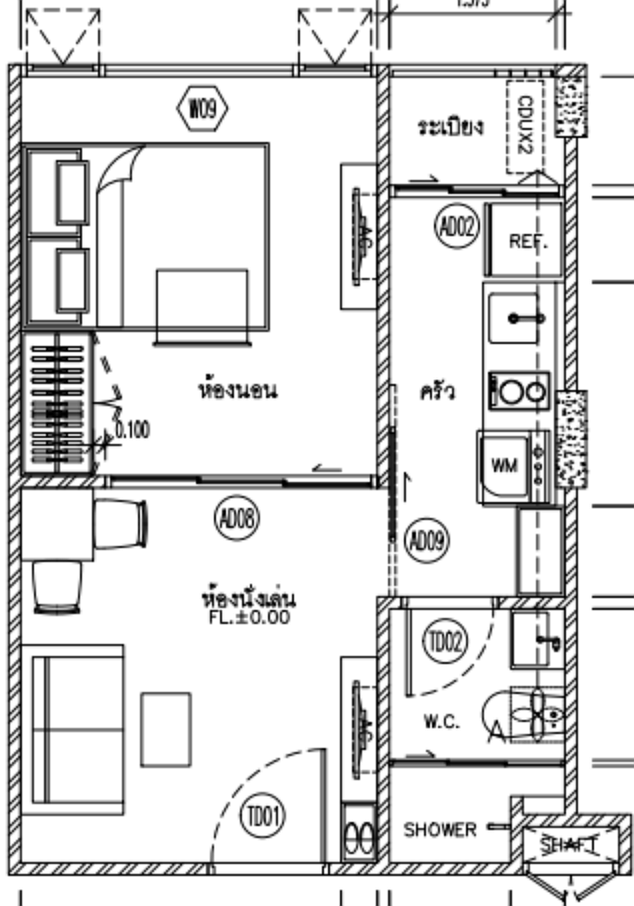 1.575
W09
ระเบียง
CDUX2
AD02
REF.
AC
ห้องนอน
ครัว
0.100
WM
AD08
AD09
ห้องนั่งเล่น
FL.±0.00
TD02
W.C.
AC
TD01
SHOWER
SHAFT